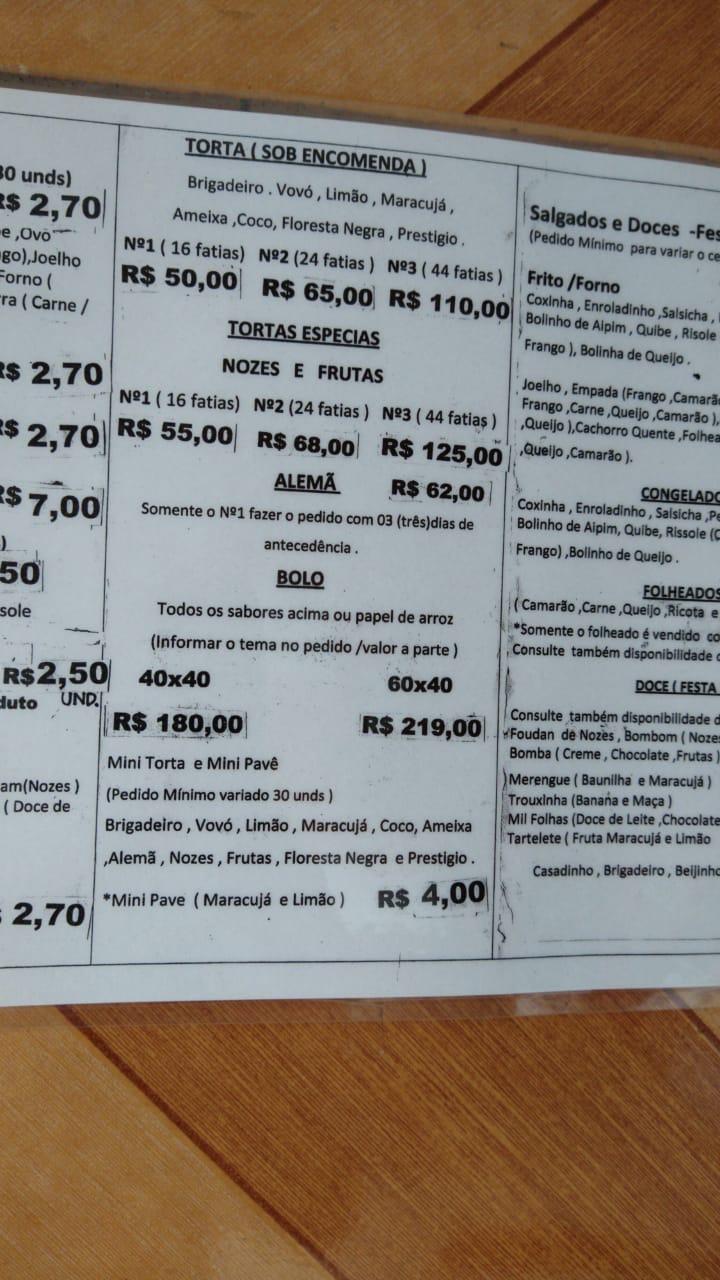 30 unds)
R$ 2,70
e ,Ovo
go),Joelho
Forno (
rra ( Carne /
R$ 2,70
R$ 2,70
R$ 7,00
)
50
sole
R$2,50
duto UND.
am(Nozes )
( Doce de
2,70
TORTA ( SOB ENCOMENDA )
Brigadeiro . Vovó , Limão , Maracujá ,
Ameixa ,Coco, Floresta Negra , Prestigio .
Nº1 ( 16 fatias) Nº2 (24 fatias ) Nº3 ( 44 fatias )
R$ 50,00 R$ 65,00 R$ 110,00
TORTAS ESPECIAS
NOZES E FRUTAS
Nº1 ( 16 fatias) Nº2 (24 fatias ) Nº3 ( 44 fatias )
R$ 55,00 R$ 68,00 R$ 125,00
ALEMÃ R$ 62,00
Somente o Nº1 fazer o pedido com 03 (três)dias de
antecedência .
BOLO
Todos os sabores acima ou papel de arroz
(Informar o tema no pedido /valor a parte )
40x40 60x40
R$ 180,00 R$ 219,00
Mini Torta e Mini Pavê
(Pedido Mínimo variado 30 unds )
Brigadeiro , Vovó , Limão , Maracujá , Coco, Ameixa
,Alemã , Nozes , Frutas , Floresta Negra e Prestigio .
*Mini Pave ( Maracujá e Limão ) R$ 4,00
Salgados e Doces -Fes
(Pedido Mínimo para variar o ce
Frito /Forno
Coxinha , Enroladinho ,Salsicha ,
Bolinho de Aipim , Quibe , Risole
Frango ), Bolinha de Queijo .
Joelho , Empada (Frango ,Camarão
Frango ,Carne ,Queijo ,Camarão ),
,Queijo ),Cachorro Quente ,Folhea
,Queijo ,Camarão ).
CONGELADO
Coxinha , Enroladinho , Salsicha ,Pe
Bolinho de Aipim, Quibe, Rissole (C
Frango) ,Bolinho de Queijo .
FOLHEADOS
( Camarão ,Carne ,Queijo ,Ricota e
*Somente o folheado é vendido co
Consulte também disponibilidade d
DOCE ( FESTA
Consulte também disponibilidade d
Foudan de Nozes , Bombom ( Nozes
Bomba ( Creme , Chocolate ,Frutas )
Merengue ( Baunilha e Maracujá )
Trouxinha (Banana e Maça )
Mil Folhas (Doce de Leite ,Chocolate
Tartelete ( Fruta Maracujá e Limão
Casadinho , Brigadeiro , Beijinho